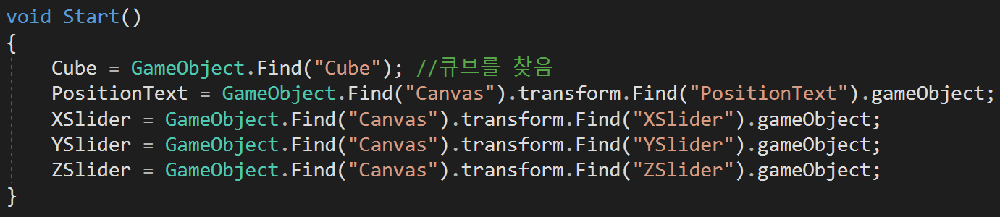 void Start()
{
Cube = GameObject.Find("Cube"); //큐브를 찾음
PositionText = GameObject.Find("Canvas").transform.Find("PositionText").gameObject;
XSlider = GameObject.Find("Canvas").transform.Find("XSlider").gameObject;
YSlider = GameObject.Find("Canvas").transform.Find("YSlider").gameObject;
ZSlider = GameObject.Find("Canvas").transform.Find("ZSlider").gameObject;
}